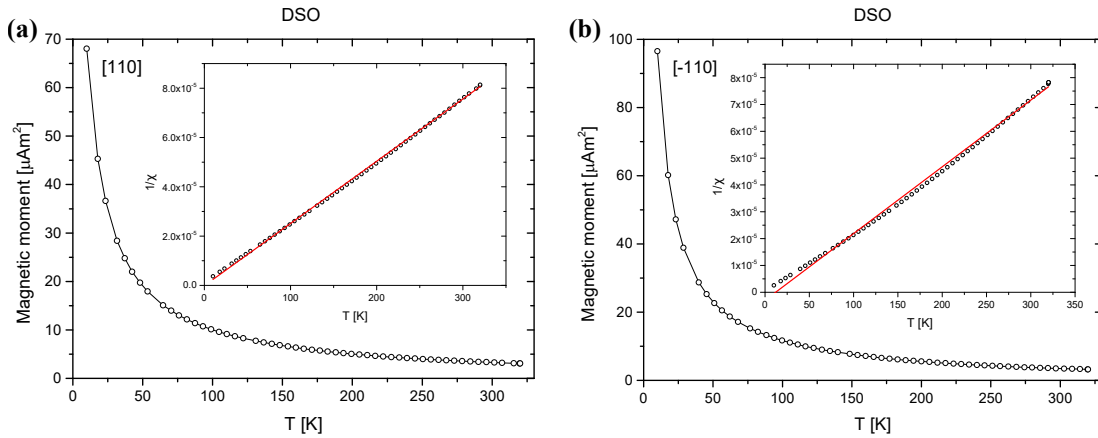 DSO
(a)
[110]
Magnetic moment [μAm²]
70
60
50
40
30
20
10
0
0 50 100 150 200 250 300
T [K]
1/χ
8.0x10⁻⁵
6.0x10⁻⁵
4.0x10⁻⁵
2.0x10⁻⁵
0.0
0 100 200 300
T [K]
DSO
(b)
[-110]
Magnetic moment [μAm²]
100
80
60
40
20
0
0 50 100 150 200 250 300
T [K]
1/χ
8x10⁻⁵
7x10⁻⁵
6x10⁻⁵
5x10⁻⁵
4x10⁻⁵
3x10⁻⁵
2x10⁻⁵
1x10⁻⁵
0
0 50 100 150 200 250 300 350
T [K]